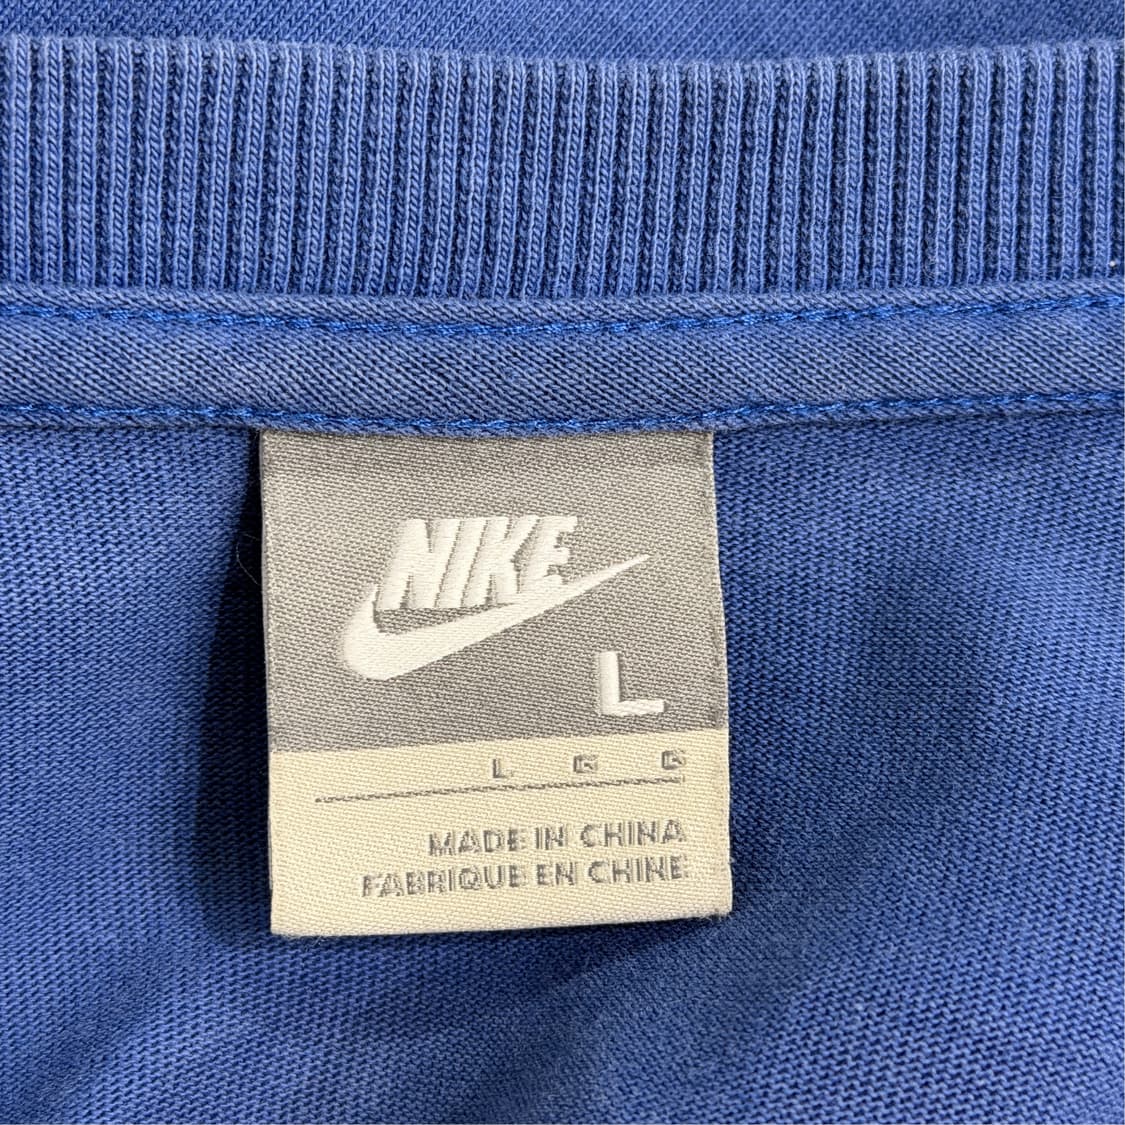 NIKE
L
L G G
MADE IN CHINA
FABRIQUE EN CHINE